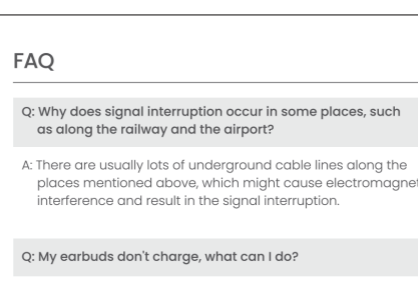 FAQ
Q: Why does signal interruption occur in some places, such
as along the railway and the airport?
A: There are usually lots of underground cable lines along the
places mentioned above, which might cause electromagnet
interference and result in the signal interruption.
Q: My earbuds don't charge, what can I do?